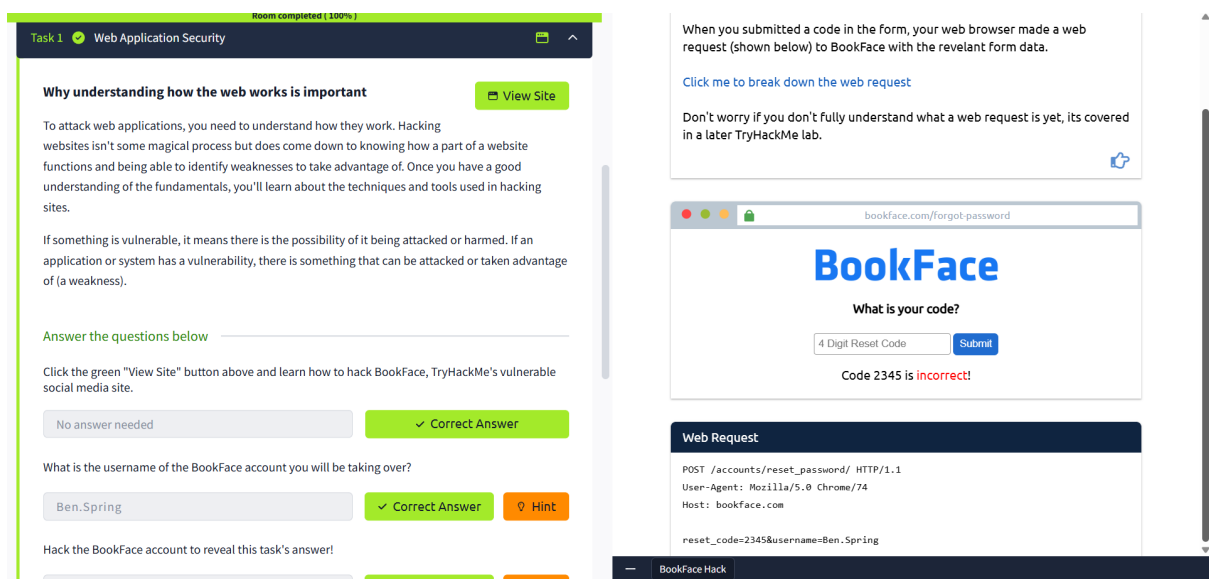 Room completed ( 100% )
Task 1 Web Application Security
Why understanding how the web works is important
View Site
To attack web applications, you need to understand how they work. Hacking
websites isn't some magical process but does come down to knowing how a part of a website
functions and being able to identify weaknesses to take advantage of. Once you have a good
understanding of the fundamentals, you'll learn about the techniques and tools used in hacking
sites.
If something is vulnerable, it means there is the possibility of it being attacked or harmed. If an
application or system has a vulnerability, there is something that can be attacked or taken advantage
of (a weakness).
Answer the questions below
Click the green "View Site" button above and learn how to hack BookFace, TryHackMe's vulnerable
social media site.
No answer needed
Correct Answer
What is the username of the BookFace account you will be taking over?
Ben.Spring
Correct Answer
Hint
Hack the BookFace account to reveal this task's answer!
When you submitted a code in the form, your web browser made a web
request (shown below) to BookFace with the revelant form data.
Click me to break down the web request
Don't worry if you don't fully understand what a web request is yet, its covered
in a later TryHackMe lab.
bookface.com/forgot-password
BookFace
What is your code?
4 Digit Reset Code
Submit
Code 2345 is incorrect!
Web Request
POST /accounts/reset_password/ HTTP/1.1
User-Agent: Mozilla/5.0 Chrome/74
Host: bookface.com
reset_code=2345&username=Ben.Spring
BookFace Hack